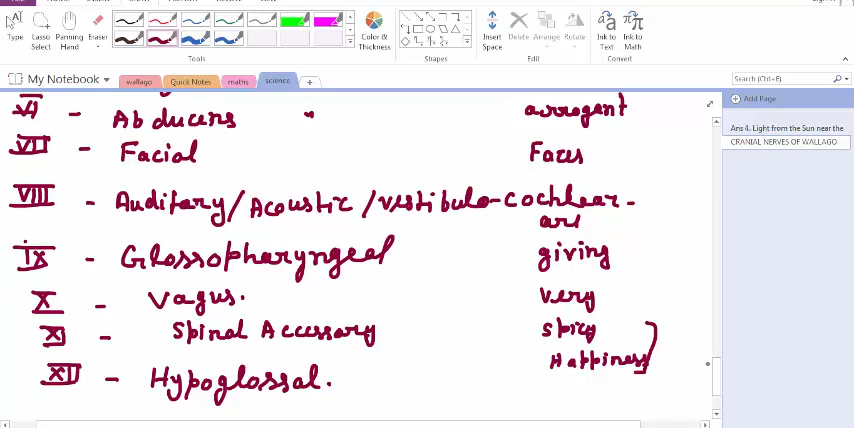 Type
Lasso Select
Panning Hand
Eraser
Color & Thickness
Insert Space
Delete
Arrange
Rotate
Ink to Text
Ink to Math
Tools
Shapes
Edit
Convert
My Notebook
wallago
Quick Notes
maths
science
+
Search (Ctrl+E)
Add Page
Ans 4. Light from the Sun near the
CRANIAL NERVES OF WALLAGO
VI - Abducens " arrogent
VII - Facial Faces
VIII - Auditary/Acoustic/vestibulo-cochlear -
are
ix - Glossopharyngeal giving
X - Vagus. very
XI - Spinal Accessary Spicy
Happiness
XII - Hypoglossal.